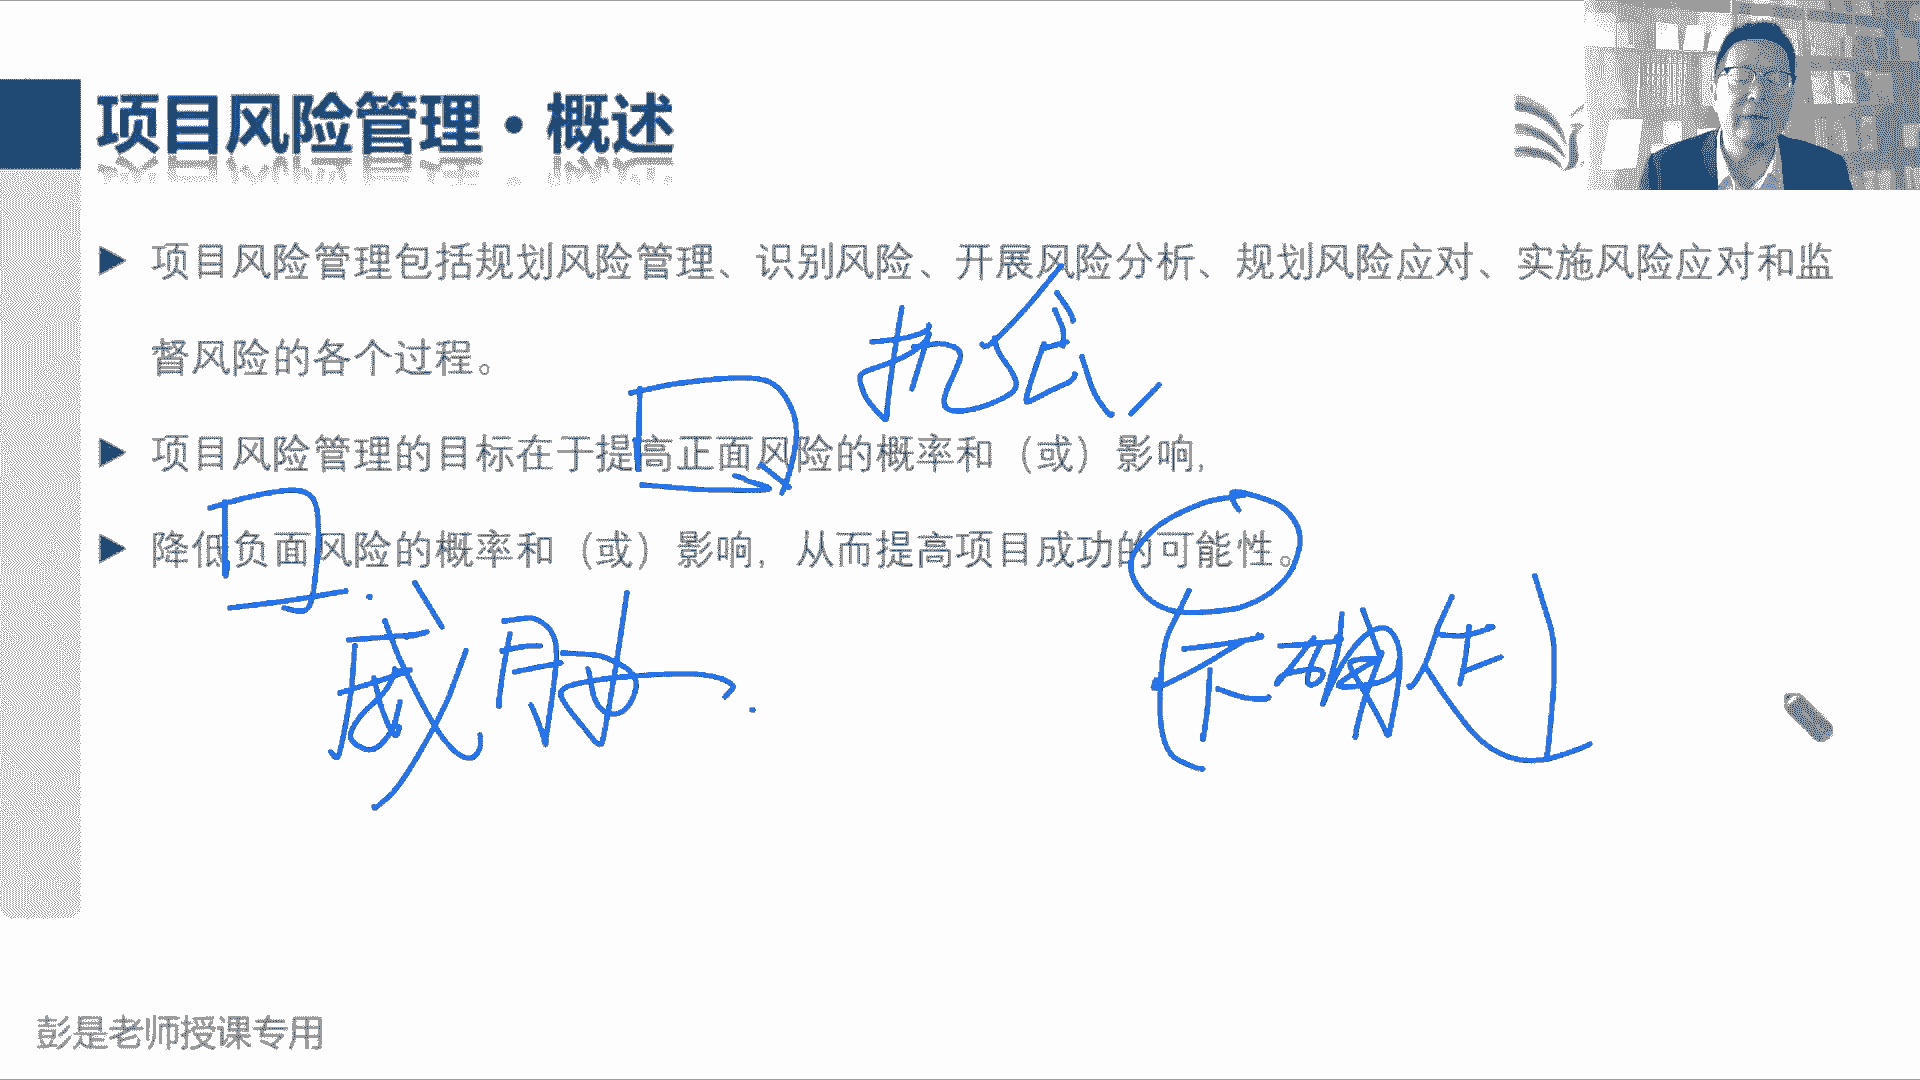 项目风险管理·概述
▶ 项目风险管理包括规划风险管理、识别风险、开展风险分析、规划风险应对、实施风险应对和监
督风险的各个过程。
机会
▶ 项目风险管理的目标在于提高正面风险的概率和（或）影响，
▶ 降低负面风险的概率和（或）影响，从而提高项目成功的可能性。
威胁
不确定性
彭是老师授课专用